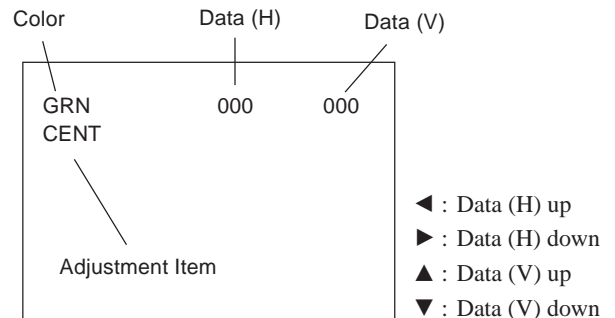 Color Data (H) Data (V)
GRN 000 000
CENT
Adjustment Item
◄ : Data (H) up
► : Data (H) down
▲ : Data (V) up
▼ : Data (V) down